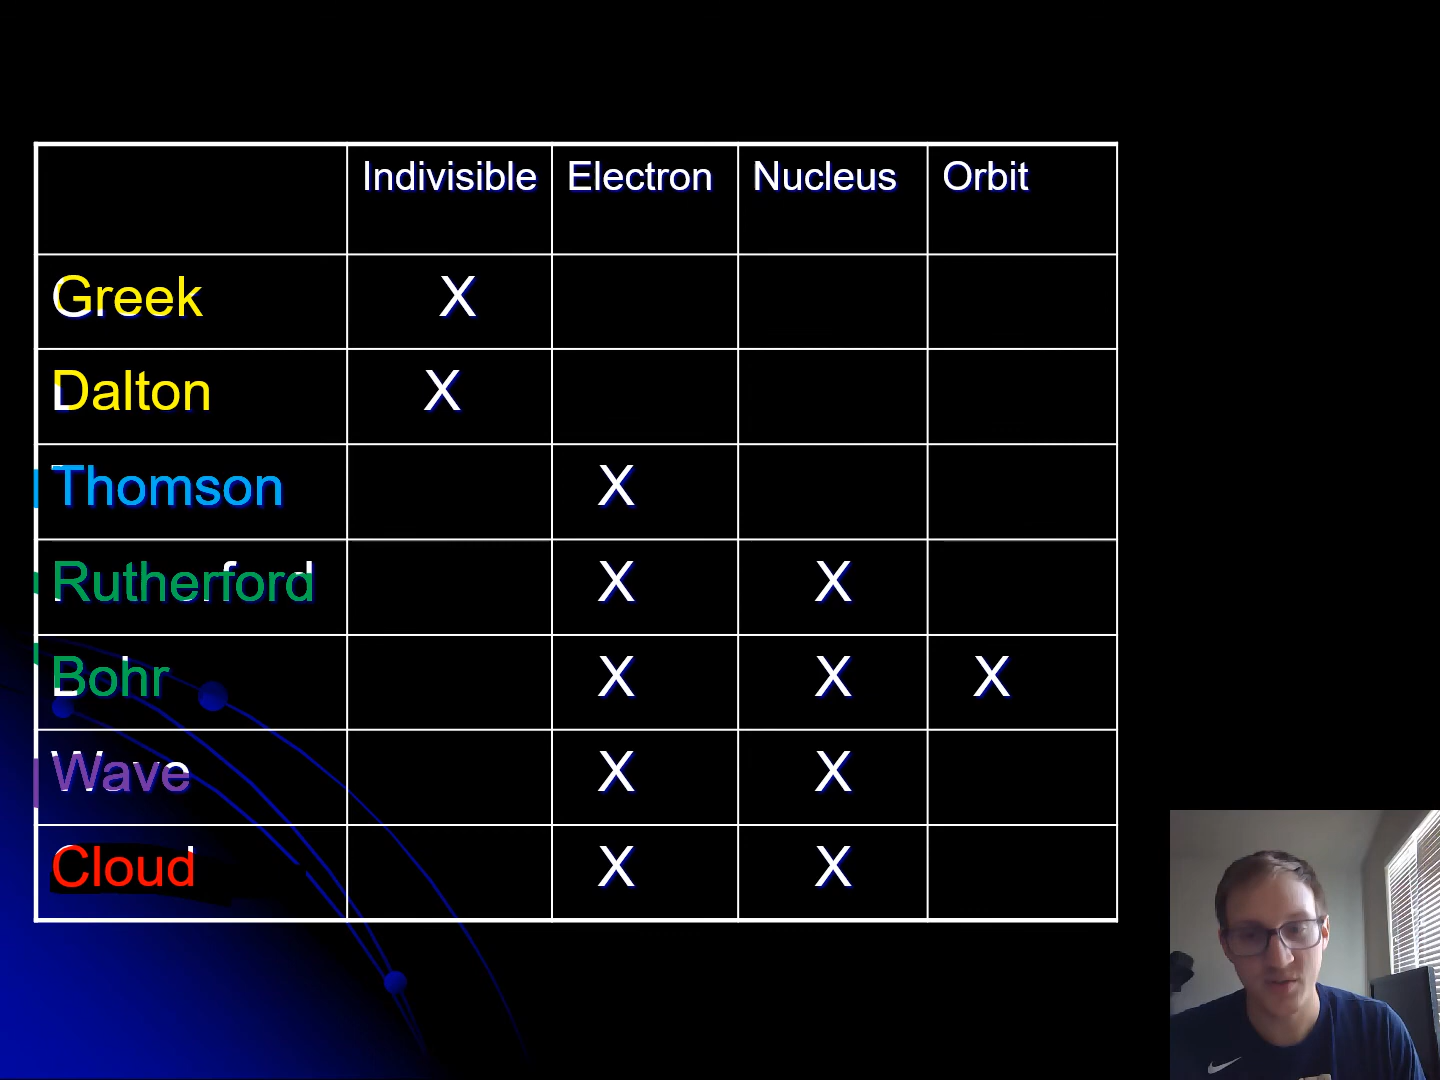 Indivisible Electron Nucleus Orbit
Greek X
Dalton X
Thomson X
Rutherford X X
Bohr X X X
Wave X X
Cloud X X